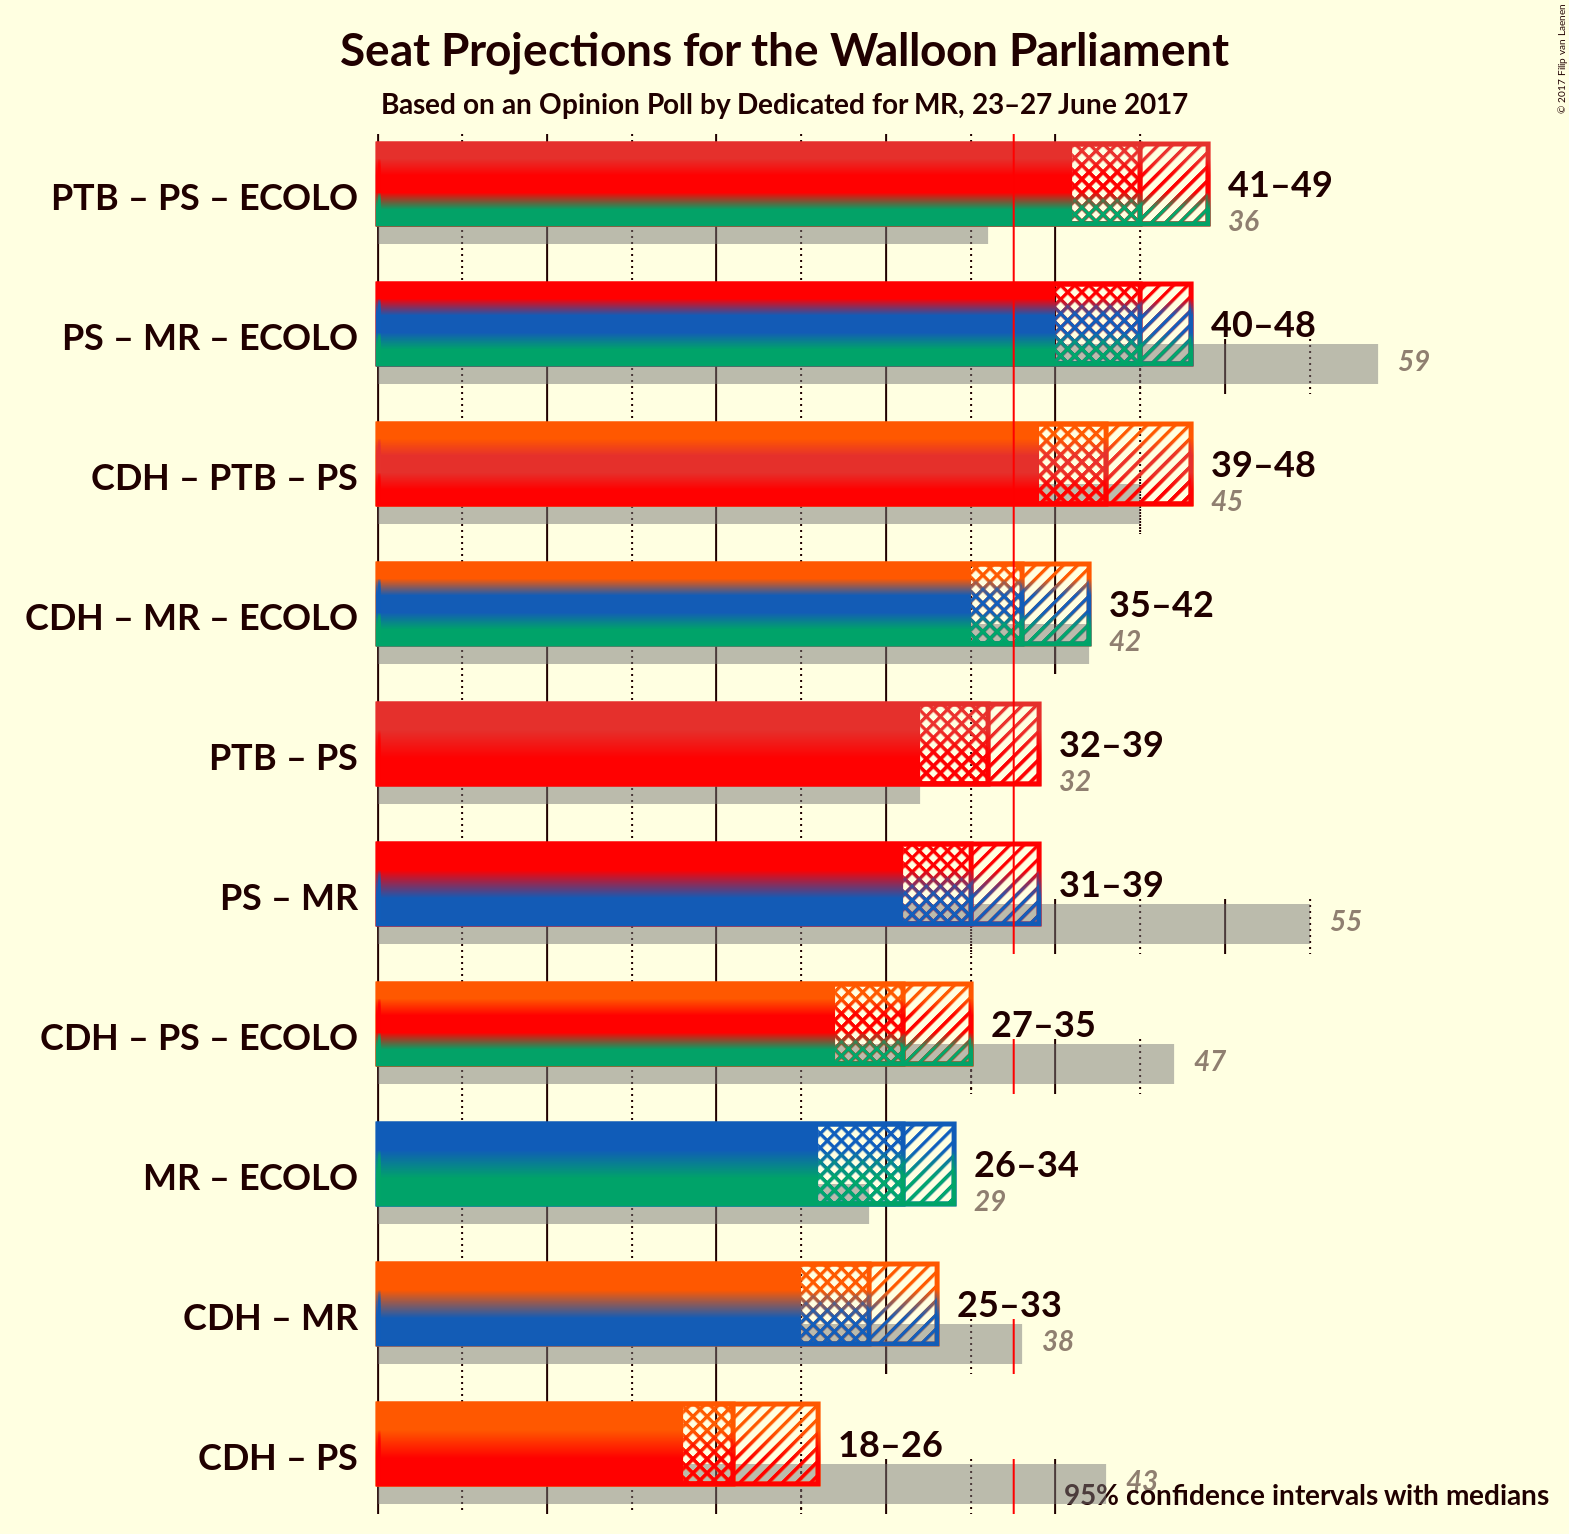 Seat Projections for the Walloon Parliament
Based on an Opinion Poll by Dedicated for MR, 23–27 June 2017
© 2017 Filip van Laenen
PTB – PS – ECOLO
41–49
36
PS – MR – ECOLO
40–48
59
CDH – PTB – PS
39–48
45
CDH – MR – ECOLO
35–42
42
PTB – PS
32–39
32
PS – MR
31–39
55
CDH – PS – ECOLO
27–35
47
MR – ECOLO
26–34
29
CDH – MR
25–33
38
CDH – PS
18–26
43
95% confidence intervals with medians